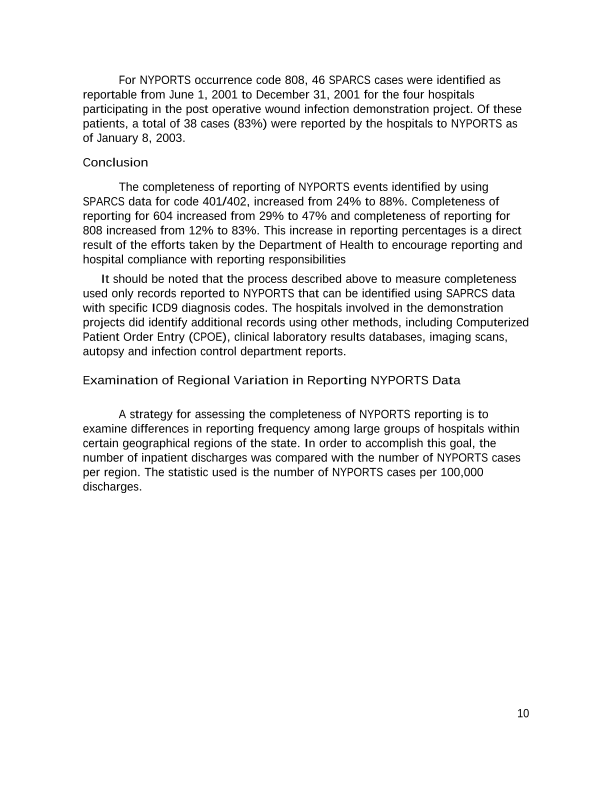 For NYPORTS occurrence code 808, 46 SPARCS cases were identified as
reportable from June 1, 2001 to December 31, 2001 for the four hospitals
participating in the post operative wound infection demonstration project. Of these
patients, a total of 38 cases (83%) were reported by the hospitals to NYPORTS as
of January 8, 2003.
Conclusion
The completeness of reporting of NYPORTS events identified by using
SPARCS data for code 401/402, increased from 24% to 88%. Completeness of
reporting for 604 increased from 29% to 47% and completeness of reporting for
808 increased from 12% to 83%. This increase in reporting percentages is a direct
result of the efforts taken by the Department of Health to encourage reporting and
hospital compliance with reporting responsibilities
It should be noted that the process described above to measure completeness
used only records reported to NYPORTS that can be identified using SAPRCS data
with specific ICD9 diagnosis codes. The hospitals involved in the demonstration
projects did identify additional records using other methods, including Computerized
Patient Order Entry (CPOE), clinical laboratory results databases, imaging scans,
autopsy and infection control department reports.
Examination of Regional Variation in Reporting NYPORTS Data
A strategy for assessing the completeness of NYPORTS reporting is to
examine differences in reporting frequency among large groups of hospitals within
certain geographical regions of the state. In order to accomplish this goal, the
number of inpatient discharges was compared with the number of NYPORTS cases
per region. The statistic used is the number of NYPORTS cases per 100,000
discharges.
10